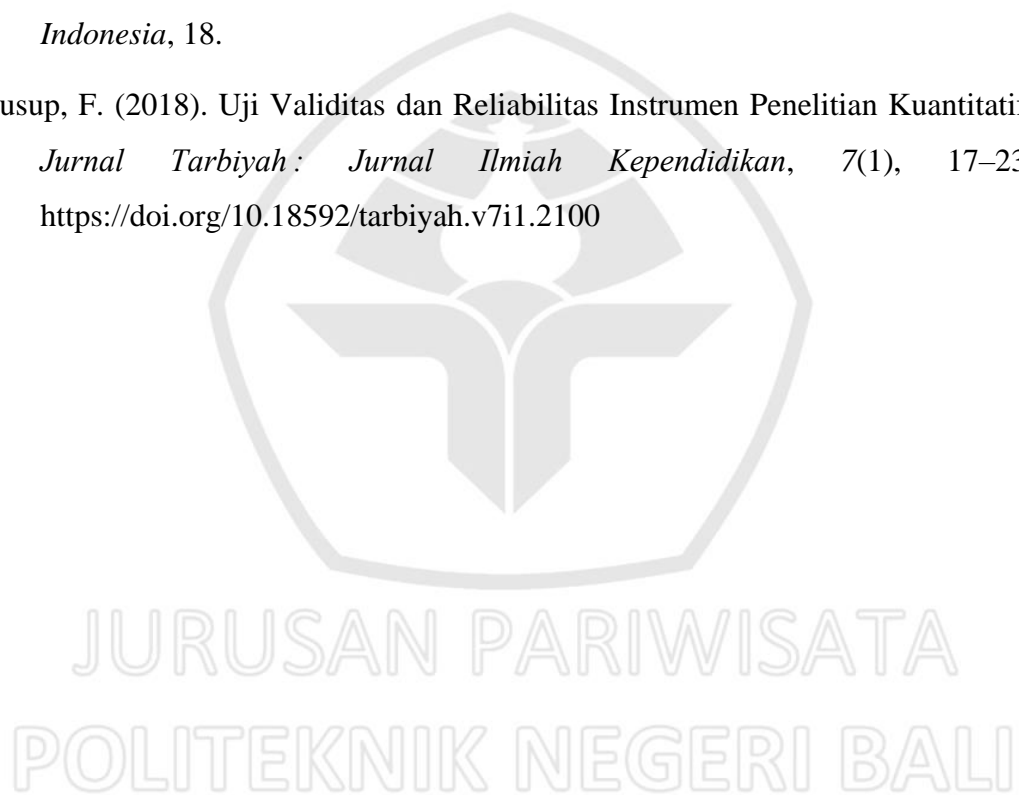 Indonesia, 18.
usup, F. (2018). Uji Validitas dan Reliabilitas Instrumen Penelitian Kuantitatif
Jurnal Tarbiyah : Jurnal Ilmiah Kependidikan, 7(1), 17–23
https://doi.org/10.18592/tarbiyah.v7i1.2100
JURUSAN PARIWISATA
POLITEKNIK NEGERI BALI